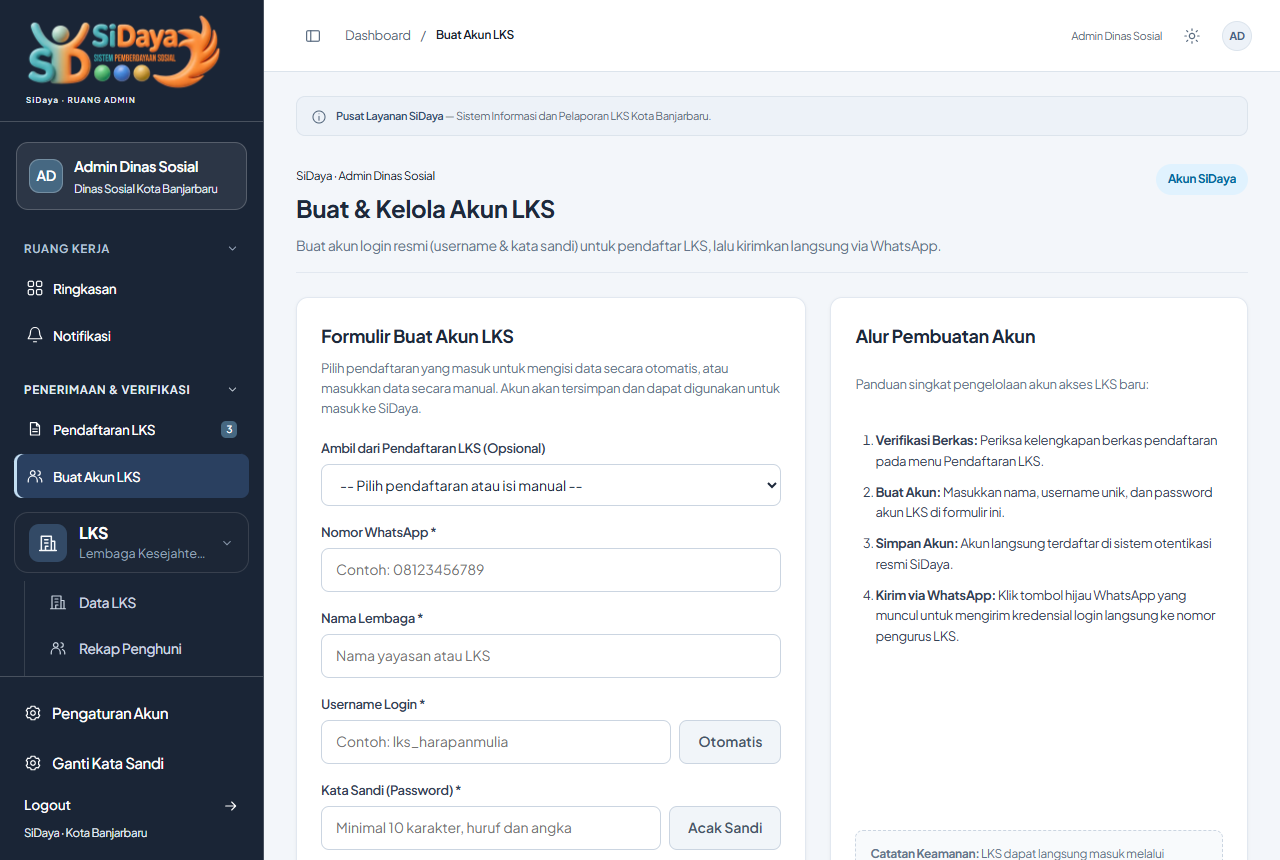 SiDaya
SISTEM PEMBERDAYAAN SOSIAL
SiDaya · RUANG ADMIN
AD
Admin Dinas Sosial
Dinas Sosial Kota Banjarbaru
RUANG KERJA
Ringkasan
Notifikasi
PENERIMAAN & VERIFIKASI
Pendaftaran LKS
3
Buat Akun LKS
LKS
Lembaga Kesejahte...
Data LKS
Rekap Penghuni
Pengaturan Akun
Ganti Kata Sandi
Logout
SiDaya · Kota Banjarbaru
Dashboard / Buat Akun LKS
Admin Dinas Sosial
AD
Pusat Layanan SiDaya — Sistem Informasi dan Pelaporan LKS Kota Banjarbaru.
SiDaya · Admin Dinas Sosial
Akun SiDaya
Buat & Kelola Akun LKS
Buat akun login resmi (username & kata sandi) untuk pendaftar LKS, lalu kirimkan langsung via WhatsApp.
Formulir Buat Akun LKS
Pilih pendaftaran yang masuk untuk mengisi data secara otomatis, atau
masukkan data secara manual. Akun akan tersimpan dan dapat digunakan untuk
masuk ke SiDaya.
Ambil dari Pendaftaran LKS (Opsional)
-- Pilih pendaftaran atau isi manual --
Nomor WhatsApp *
Contoh: 08123456789
Nama Lembaga *
Nama yayasan atau LKS
Username Login *
Contoh: lks_harapanmulia
Otomatis
Kata Sandi (Password) *
Minimal 10 karakter, huruf dan angka
Acak Sandi
Alur Pembuatan Akun
Panduan singkat pengelolaan akun akses LKS baru:
1. Verifikasi Berkas: Periksa kelengkapan berkas pendaftaran
pada menu Pendaftaran LKS.
2. Buat Akun: Masukkan nama, username unik, dan password
akun LKS di formulir ini.
3. Simpan Akun: Akun langsung terdaftar di sistem otentikasi
resmi SiDaya.
4. Kirim via WhatsApp: Klik tombol hijau WhatsApp yang
muncul untuk mengirim kredensial login langsung ke nomor
pengurus LKS.
Catatan Keamanan: LKS dapat langsung masuk melalui